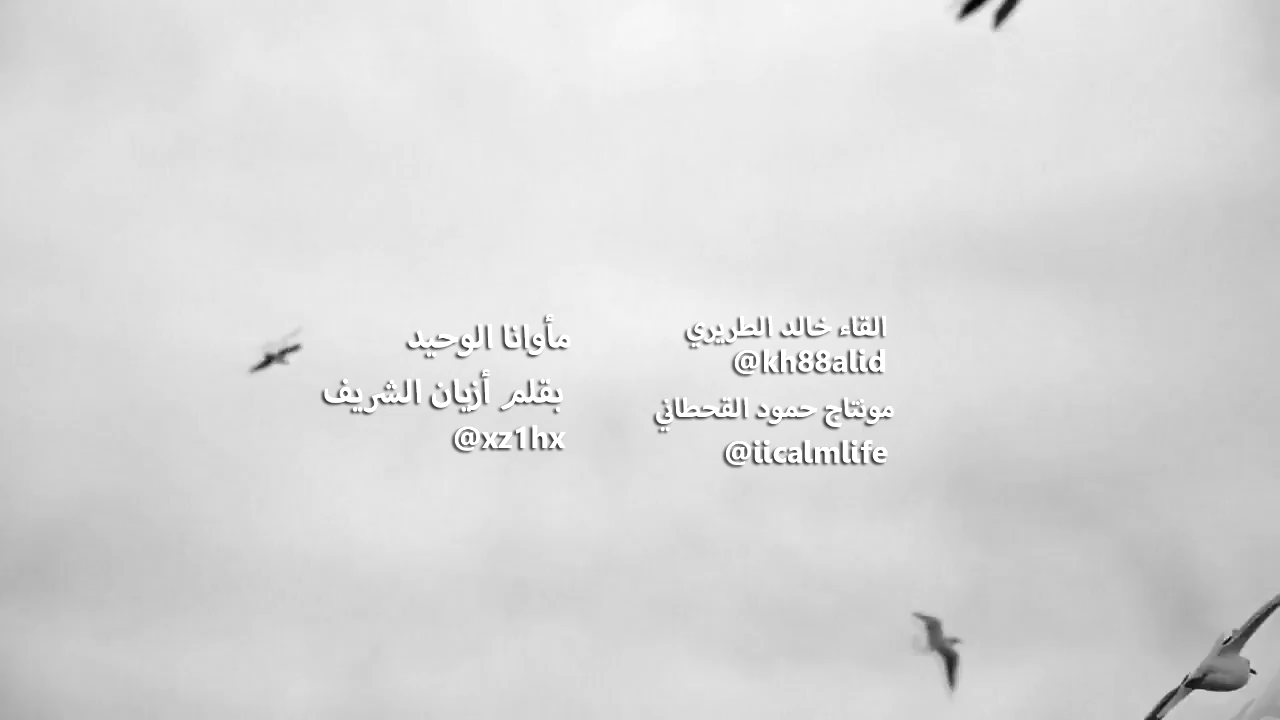 القاء خالد الطريري
@kh88alid
مونتاج حمود القحطاني
@iicalmlife
مأوانا الوحيد
بقلم أزيان الشريف
@xz1hx